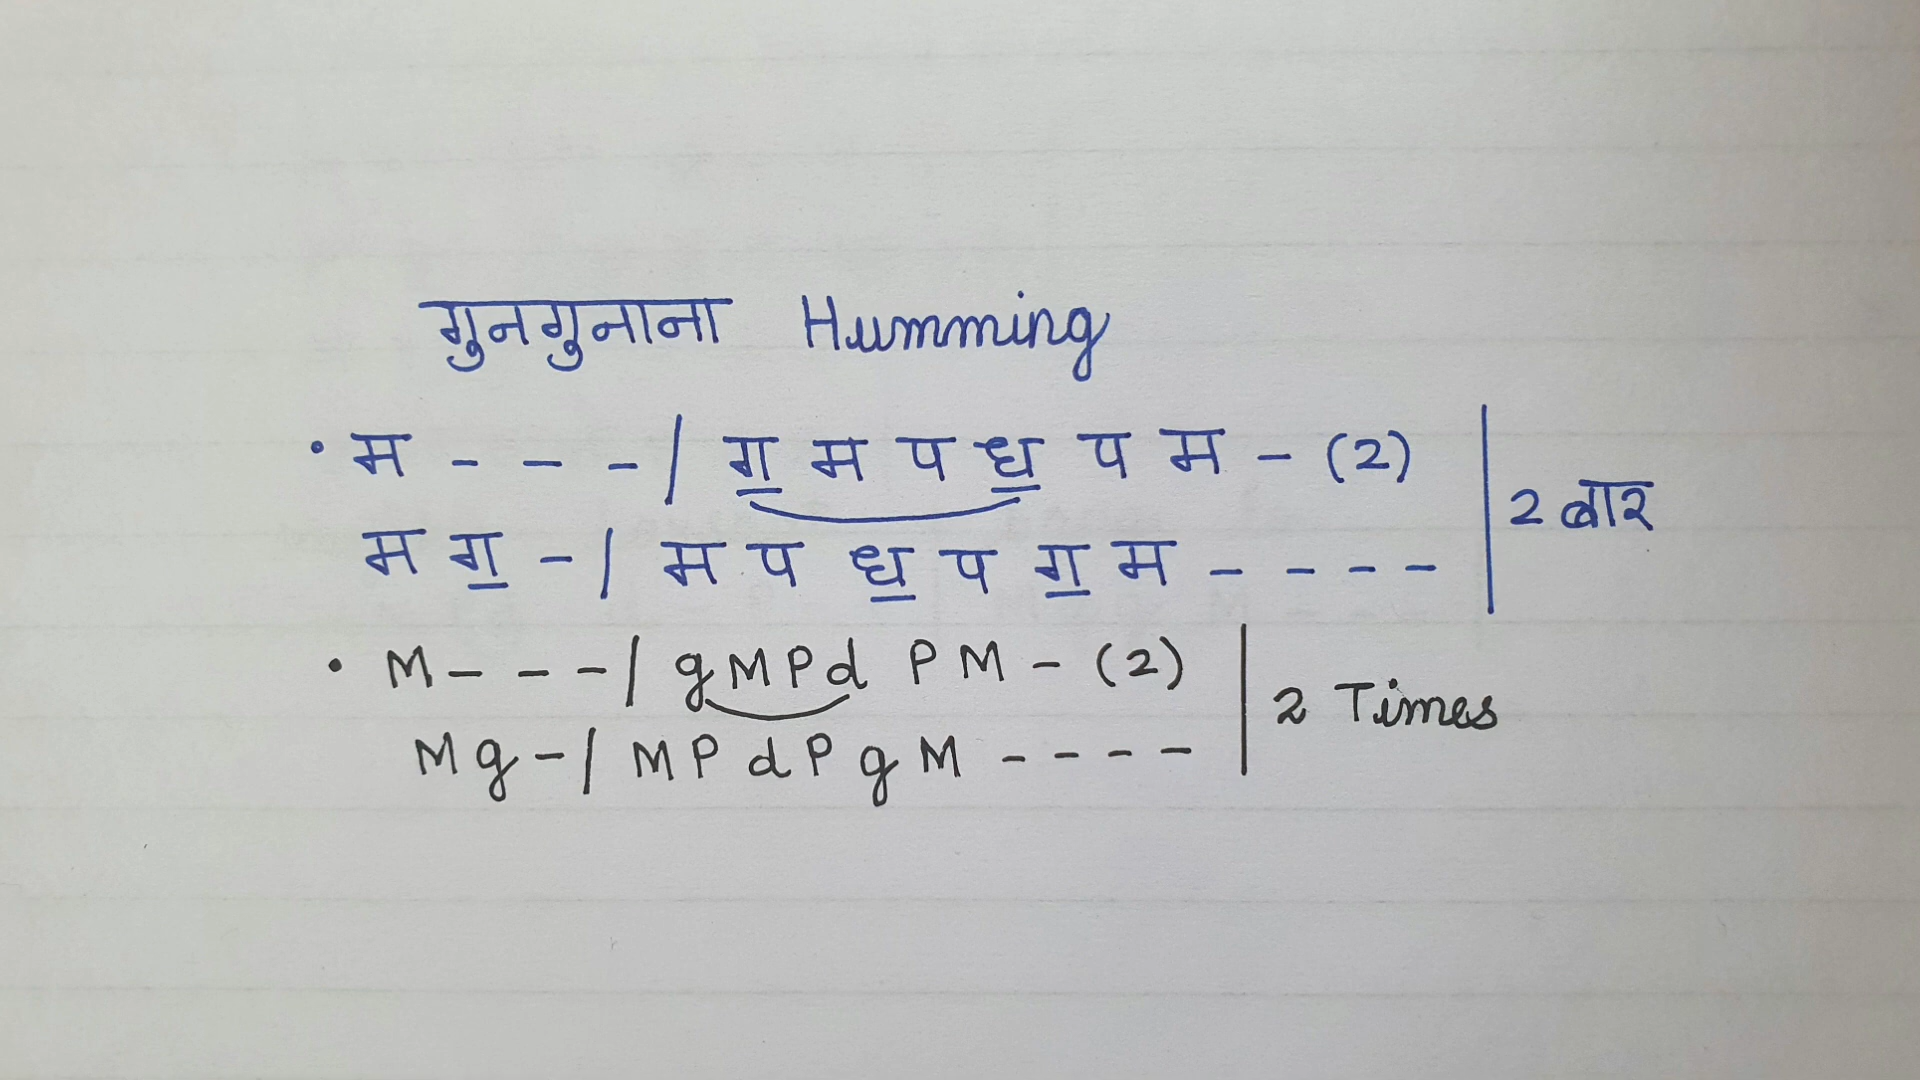 गुनगुनाना Humming
• म - - - / ग॒ म प ध॒ प म - (2)
म ग॒ - / म प ध॒ प ग॒ म - - - -
2 बार
• M - - - / g M P d P M - (2)
M g - / M P d P g M - - - -
2 Times